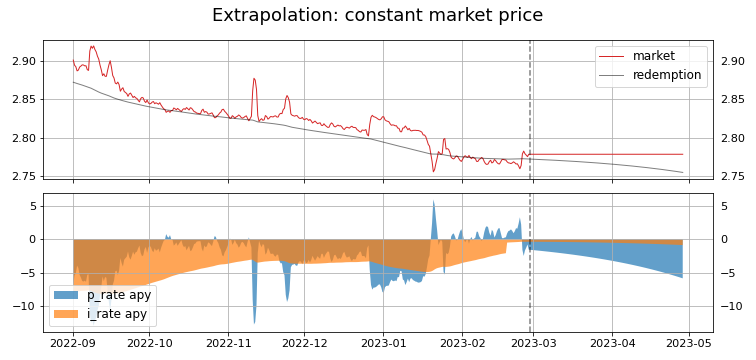 Extrapolation: constant market price
2.90
2.85
2.80
2.75
market
redemption
2.90
2.85
2.80
2.75
5
0
−5
−10
p_rate apy
i_rate apy
5
0
−5
−10
2022-09 2022-10 2022-11 2022-12 2023-01 2023-02 2023-03 2023-04 2023-05